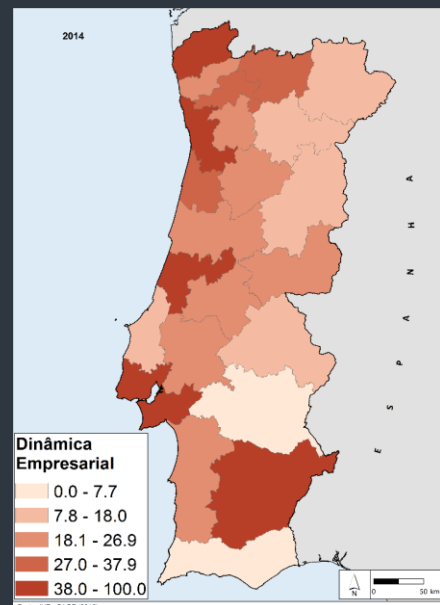 2014
ESPANHA
Dinâmica
Empresarial
0.0 - 7.7
7.8 - 18.0
18.1 - 26.9
27.0 - 37.9
38.0 - 100.0
N
0 50 km